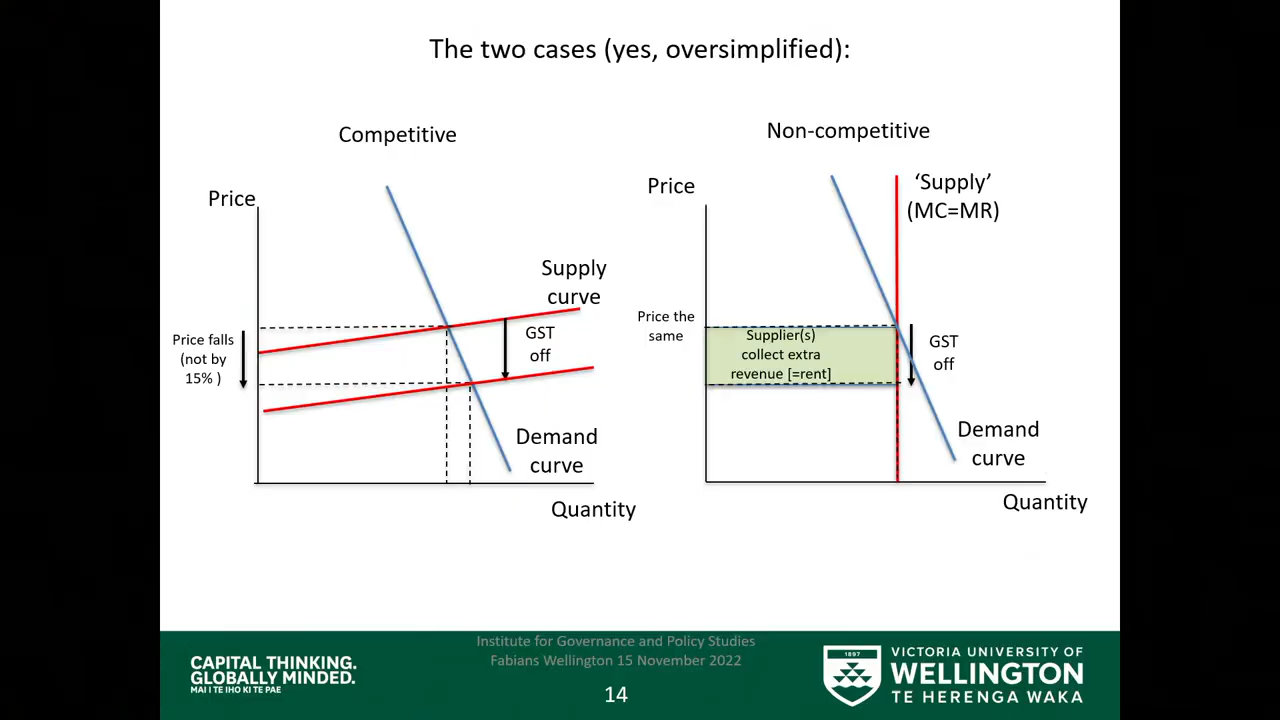 The two cases (yes, oversimplified):
Competitive
Price
Supply
curve
GST
off
Price falls
(not by
15% )
Demand
curve
Quantity
Non-competitive
Price
‘Supply’
(MC=MR)
Price the
same
Supplier(s)
collect extra
revenue [=rent]
GST
off
Demand
curve
Quantity
CAPITAL THINKING.
GLOBALLY MINDED.
MAI I TE IHO KI TE PAE
Institute for Governance and Policy Studies
Fabians Wellington 15 November 2022
14
1897
VICTORIA UNIVERSITY OF
WELLINGTON
TE HERENGA WAKA